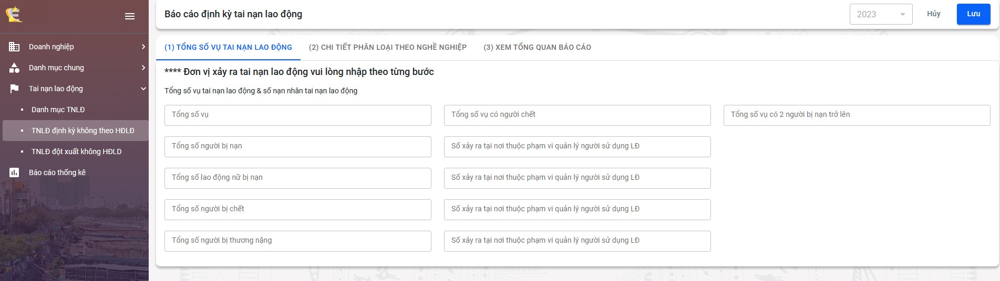 Báo cáo định kỳ tai nạn lao động
2023
Hủy
Lưu
Doanh nghiệp
Danh mục chung
Tai nạn lao động
Danh mục TNLĐ
TNLĐ định kỳ không theo HĐLĐ
TNLĐ đột xuất không HĐLD
Báo cáo thống kê
(1) TỔNG SỐ VỤ TAI NẠN LAO ĐỘNG
(2) CHI TIẾT PHÂN LOẠI THEO NGHỀ NGHIỆP
(3) XEM TỔNG QUAN BÁO CÁO
**** Đơn vị xảy ra tai nạn lao động vui lòng nhập theo từng bước
Tổng số vụ tai nạn lao động & số nạn nhân tai nạn lao động
Tổng số vụ
Tổng số vụ có người chết
Tổng số vụ có 2 người bị nạn trở lên
Tổng số người bị nạn
Số xảy ra tại nơi thuộc phạm vi quản lý người sử dụng LĐ
Tổng số lao động nữ bị nạn
Số xảy ra tại nơi thuộc phạm vi quản lý người sử dụng LĐ
Tổng số người bị chết
Số xảy ra tại nơi thuộc phạm vi quản lý người sử dụng LĐ
Tổng số người bị thương nặng
Số xảy ra tại nơi thuộc phạm vi quản lý người sử dụng LĐ